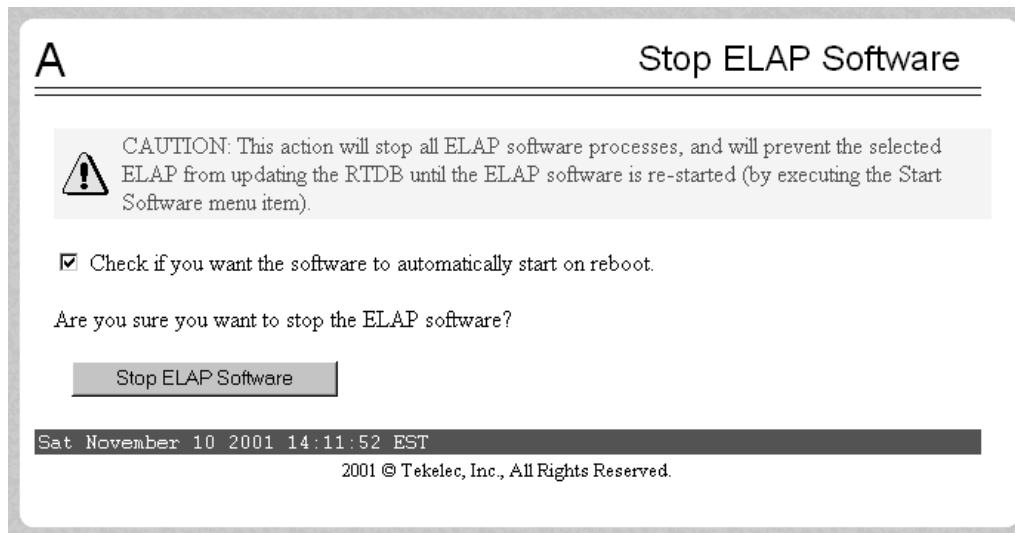 A
Stop ELAP Software
CAUTION: This action will stop all ELAP software processes, and will prevent the selected
ELAP from updating the RTDB until the ELAP software is re-started (by executing the Start
Software menu item).
Check if you want the software to automatically start on reboot.
Are you sure you want to stop the ELAP software?
Stop ELAP Software
Sat November 10 2001 14:11:52 EST
2001 © Tekelec, Inc., All Rights Reserved.